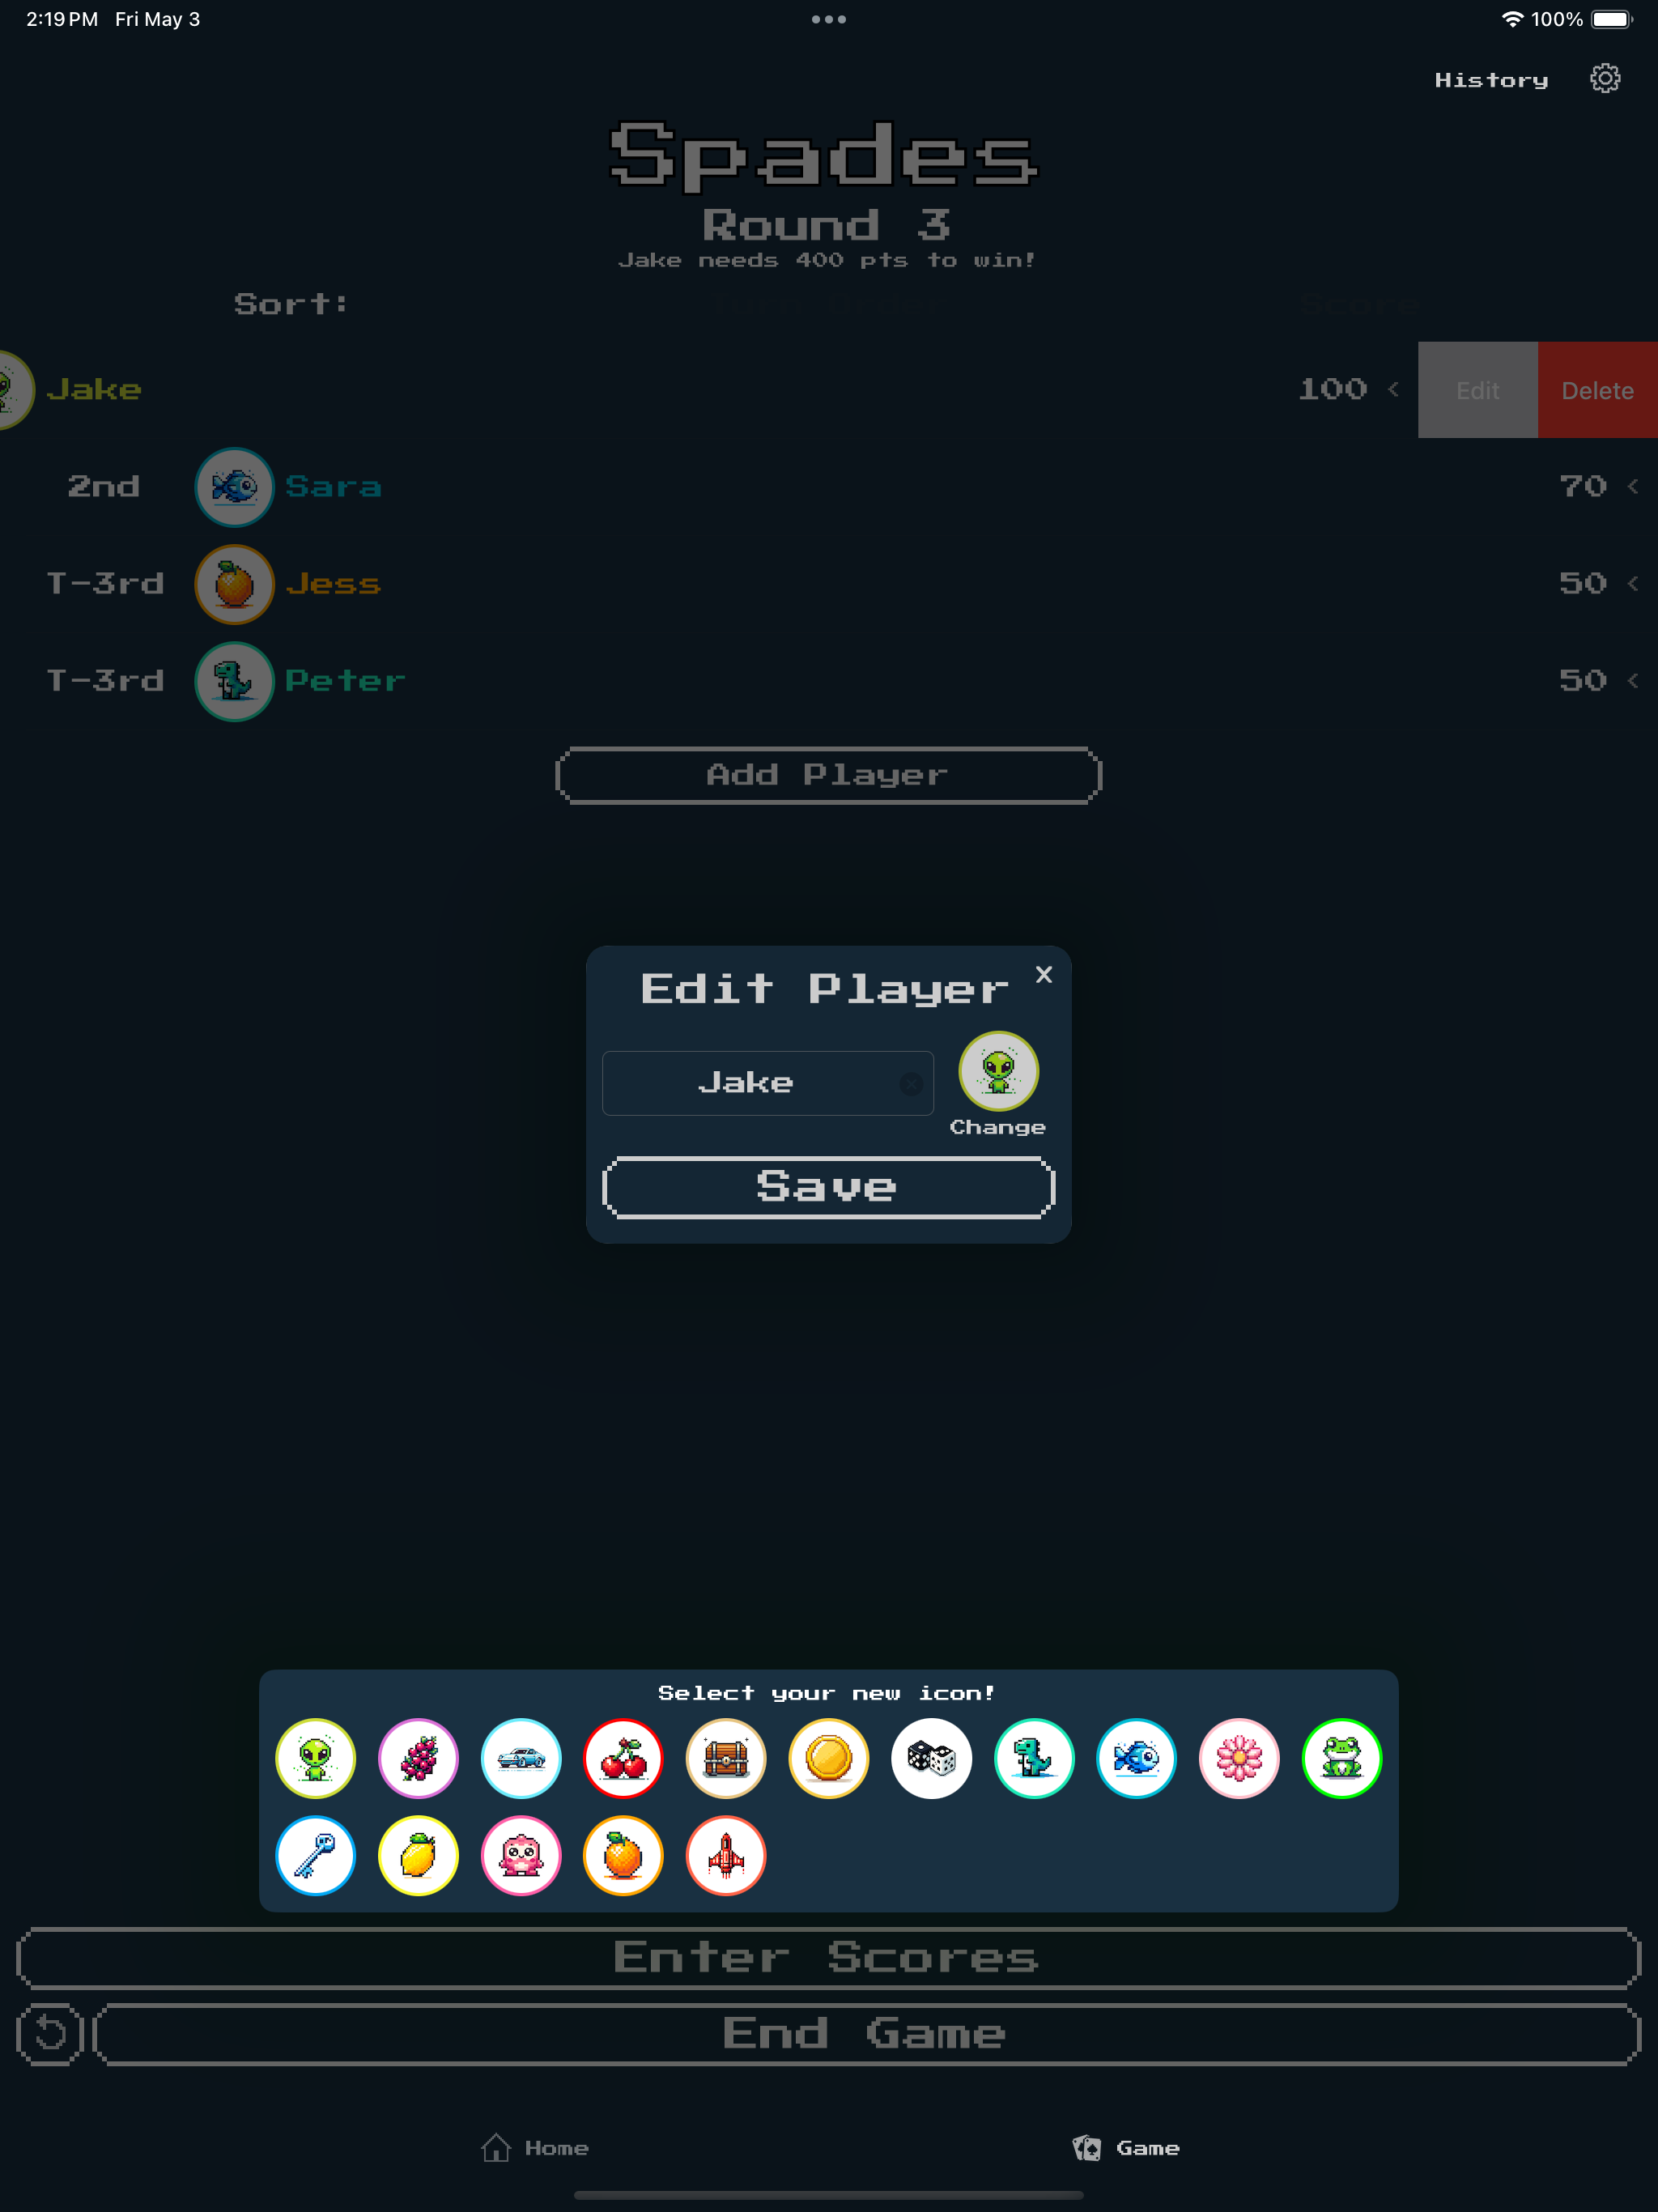 2:19 PM Fri May 3 100%
History
Spades
Round 3
Jake needs 400 pts to win!
Sort: Score
Jake 100 < Edit Delete
2nd Sara 70 <
T-3rd Jess 50 <
T-3rd Peter 50 <
Add Player
Edit Player X
Jake
Change
Save
Select your new icon!
Enter Scores
End Game
Home Game